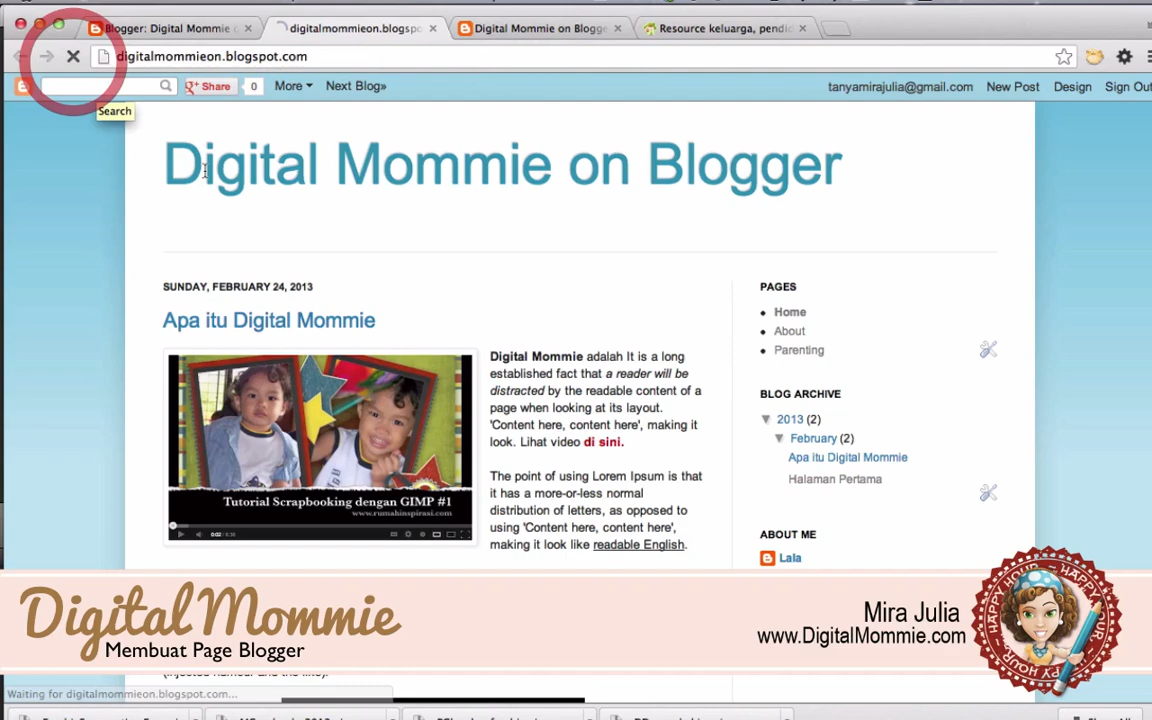 Blogger: Digital Mommie
digitalmommieon.blogspo
Digital Mommie on Blogge
Resource keluarga, pendi
digitalmommieon.blogspot.com
Share
0
More
Next Blog»
tanyamirajulia@gmail.com
New Post
Design
Sign Out
Search
Digital Mommie on Blogger
SUNDAY, FEBRUARY 24, 2013
Apa itu Digital Mommie
Tutorial Scrapbooking dengan GIMP #1
www.rumahinspirasi.com
Digital Mommie adalah It is a long
established fact that a reader will be
distracted by the readable content of a
page when looking at its layout.
'Content here, content here', making it
look. Lihat video di sini.
The point of using Lorem Ipsum is that
it has a more-or-less normal
distribution of letters, as opposed to
using 'Content here, content here',
making it look like readable English.
PAGES
Home
About
Parenting
BLOG ARCHIVE
▼ 2013 (2)
▼ February (2)
Apa itu Digital Mommie
Halaman Pertama
ABOUT ME
Lala
Digital Mommie
Membuat Page Blogger
Mira Julia
www.DigitalMommie.com
HAPPY HOUR ~ HAPPY HOUR
Waiting for digitalmommieon.blogspot.com...